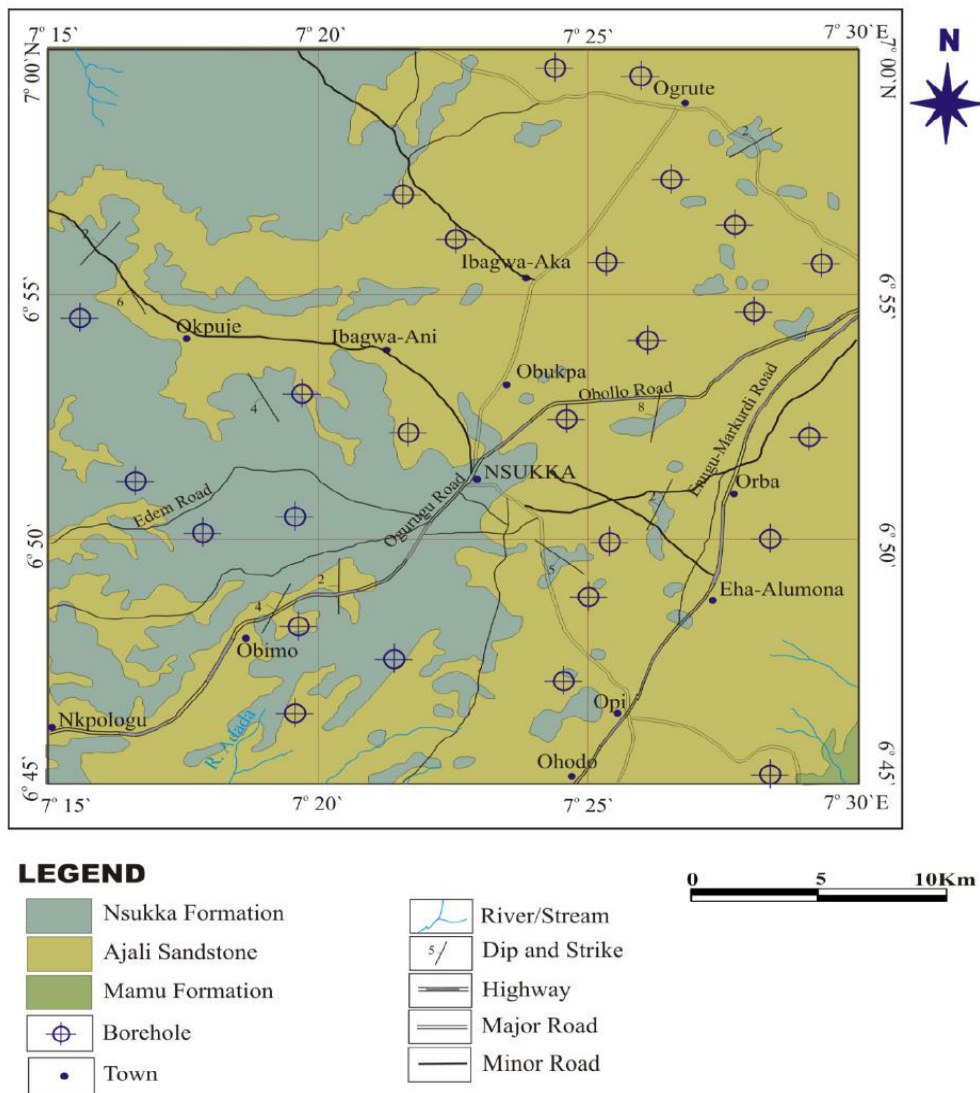 7° 15` 7° 20` 7° 25` 7° 30`E
N
7° 00`N
7° 00`N
Ogrute
2
Ibagwa-Aka
2
6° 55`
6° 55`
6
Okpuje
Ibagwa-Ani
Obukpa
Obollo Road
4
8
Enugu-Markurdi Road
NSUKKA
Orba
Edem Road
Ogurugu Road
6° 50`
6° 50`
5
2
Eha-Alumona
4
Obimo
Nkpologu
R. Adada
Opi
Ohodo
6° 45`
6° 45`
7° 15` 7° 20` 7° 25` 7° 30`E
LEGEND
0 5 10Km
Nsukka Formation
Ajali Sandstone
Mamu Formation
Borehole
Town
River/Stream
5 Dip and Strike
Highway
Major Road
Minor Road